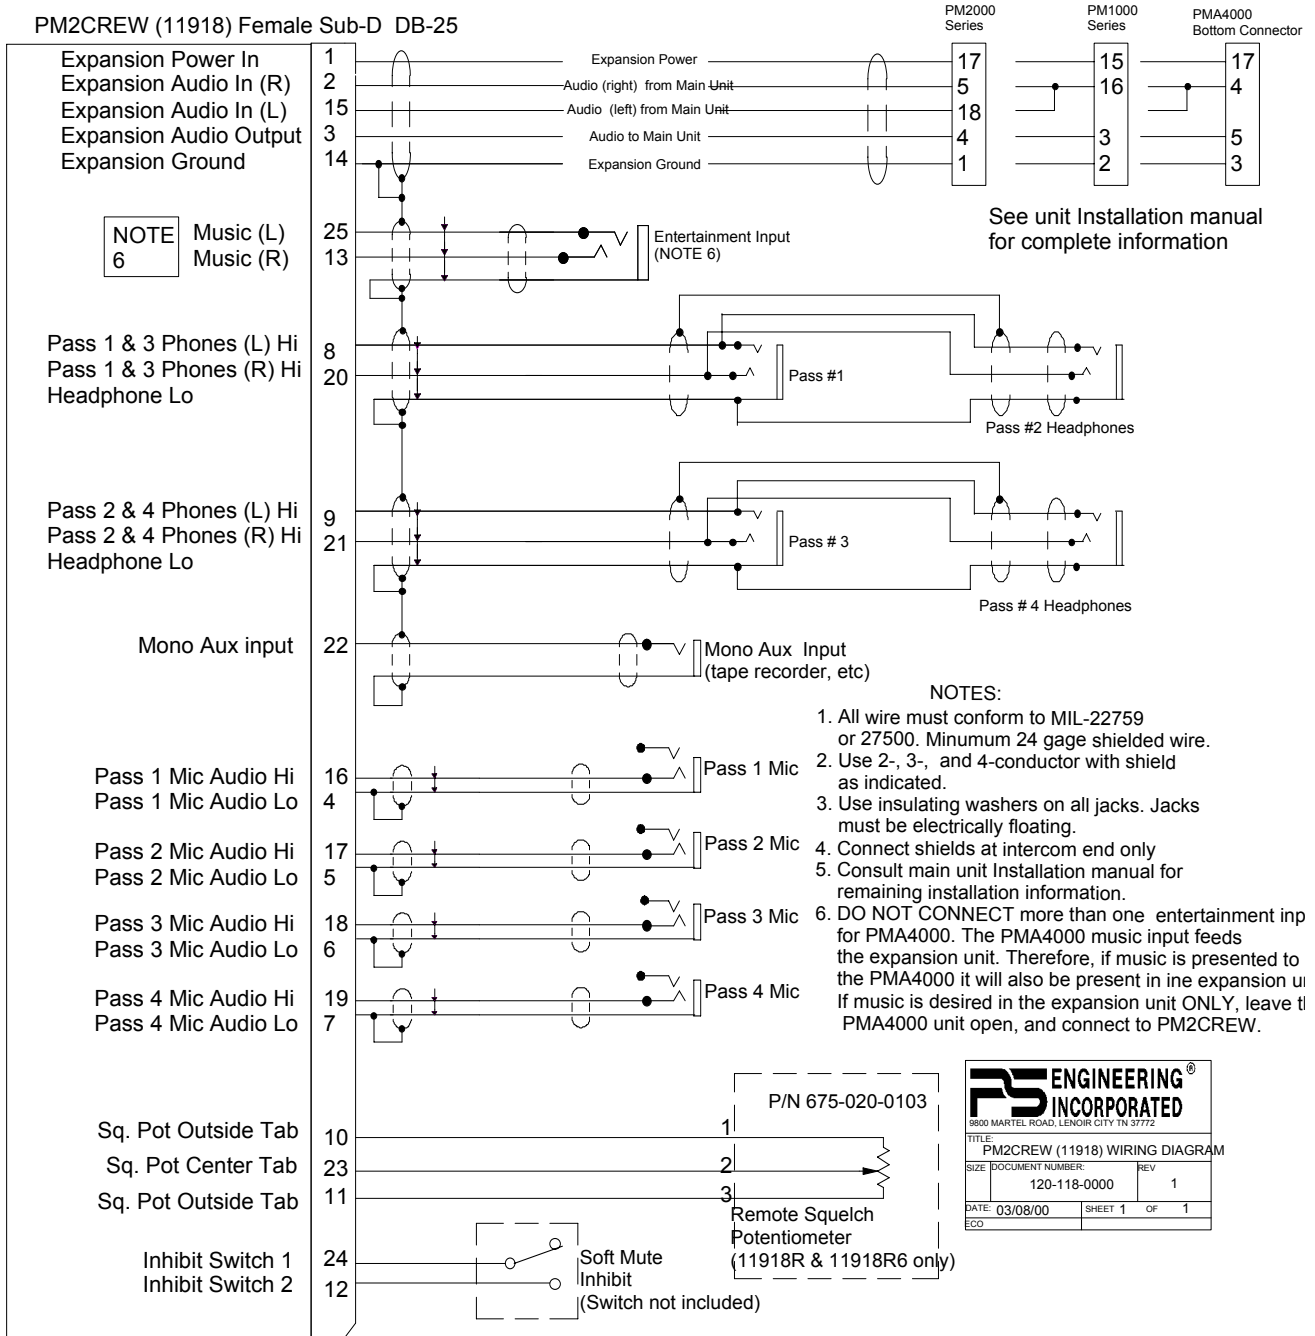 PM2CREW (11918) Female Sub-D DB-25
PM2000
Series
PM1000
Series
PMA4000
Bottom Connector
Expansion Power In 1 Expansion Power 17 15 17
Expansion Audio In (R) 2 Audio (right) from Main Unit 5 16 4
Expansion Audio In (L) 15 Audio (left) from Main Unit 18
Expansion Audio Output 3 Audio to Main Unit 4 3 5
Expansion Ground 14 Expansion Ground 1 2 3
See unit Installation manual
for complete information
NOTE
6
Music (L) 25
Music (R) 13
Entertainment Input
(NOTE 6)
Pass 1 & 3 Phones (L) Hi 8
Pass 1 & 3 Phones (R) Hi 20
Headphone Lo
Pass #1
Pass #2 Headphones
Pass 2 & 4 Phones (L) Hi 9
Pass 2 & 4 Phones (R) Hi 21
Headphone Lo
Pass # 3
Pass # 4 Headphones
Mono Aux input 22
Mono Aux Input
(tape recorder, etc)
Pass 1 Mic Audio Hi 16
Pass 1 Mic Audio Lo 4
Pass 1 Mic
Pass 2 Mic Audio Hi 17
Pass 2 Mic Audio Lo 5
Pass 2 Mic
Pass 3 Mic Audio Hi 18
Pass 3 Mic Audio Lo 6
Pass 3 Mic
Pass 4 Mic Audio Hi 19
Pass 4 Mic Audio Lo 7
Pass 4 Mic
NOTES:
1. All wire must conform to MIL-22759
or 27500. Minumum 24 gage shielded wire.
2. Use 2-, 3-, and 4-conductor with shield
as indicated.
3. Use insulating washers on all jacks. Jacks
must be electrically floating.
4. Connect shields at intercom end only
5. Consult main unit Installation manual for
remaining installation information.
6. DO NOT CONNECT more than one entertainment inp
for PMA4000. The PMA4000 music input feeds
the expansion unit. Therefore, if music is presented to
the PMA4000 it will also be present in ine expansion un
If music is desired in the expansion unit ONLY, leave th
PMA4000 unit open, and connect to PM2CREW.
Sq. Pot Outside Tab 10 1
Sq. Pot Center Tab 23 2
Sq. Pot Outside Tab 11 3
P/N 675-020-0103
Remote Squelch
Potentiometer
(11918R & 11918R6 only)
Inhibit Switch 1 24
Inhibit Switch 2 12
Soft Mute
Inhibit
(Switch not included)
PS ENGINEERING®
INCORPORATED
9800 MARTEL ROAD, LENOIR CITY TN 37772
TITLE:
PM2CREW (11918) WIRING DIAGRAM
SIZE DOCUMENT NUMBER: REV
120-118-0000 1
DATE: 03/08/00 SHEET 1 OF 1
ECO